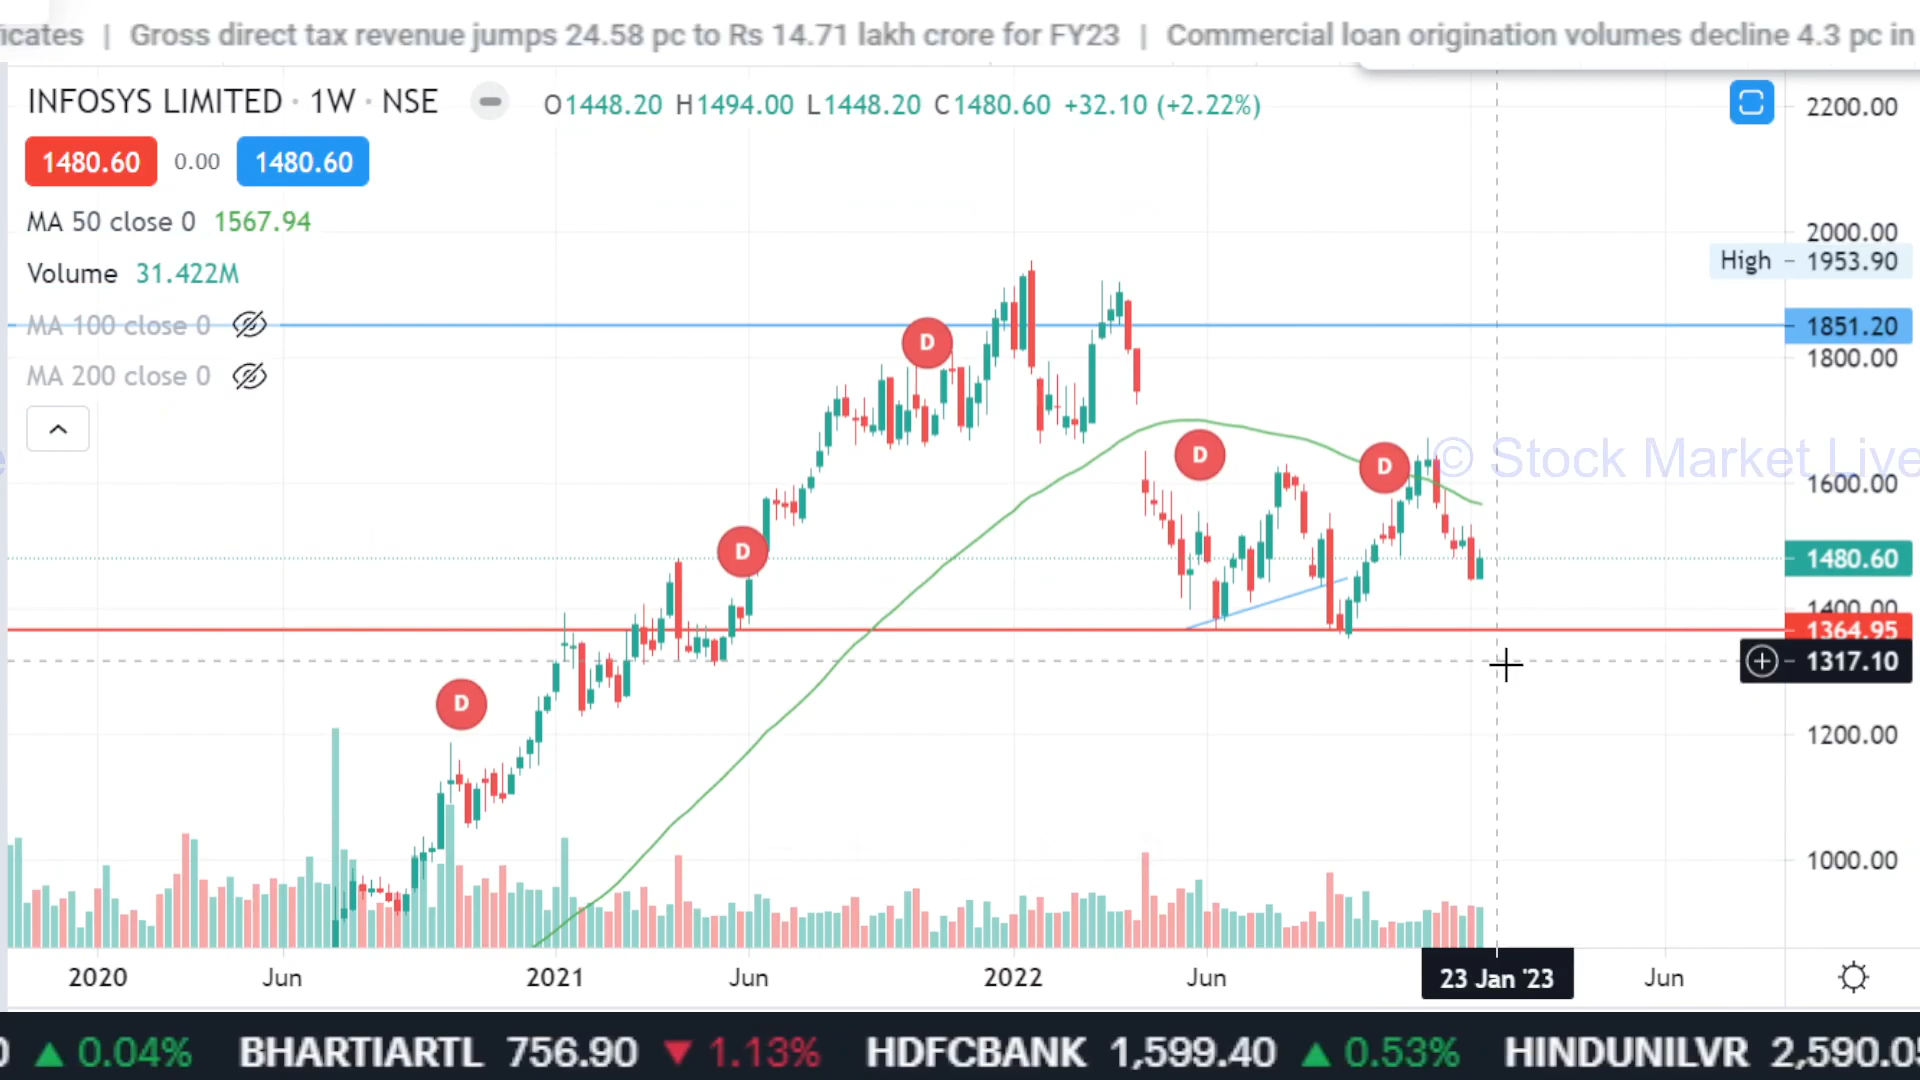 icates | Gross direct tax revenue jumps 24.58 pc to Rs 14.71 lakh crore for FY23 | Commercial loan origination volumes decline 4.3 pc in
INFOSYS LIMITED · 1W · NSE O1448.20 H1494.00 L1448.20 C1480.60 +32.10 (+2.22%)
1480.60 0.00 1480.60
MA 50 close 0 1567.94
Volume 31.422M
MA 100 close 0
MA 200 close 0
2200.00
2000.00
High 1953.90
1851.20
1800.00
© Stock Market Live
1600.00
1480.60
1400.00
1364.95
1317.10
1200.00
1000.00
D
D
D
D
D
2020 Jun 2021 Jun 2022 Jun 23 Jan '23 Jun
0.04% BHARTIARTL 756.90 1.13% HDFCBANK 1,599.40 0.53% HINDUNILVR 2,590.05